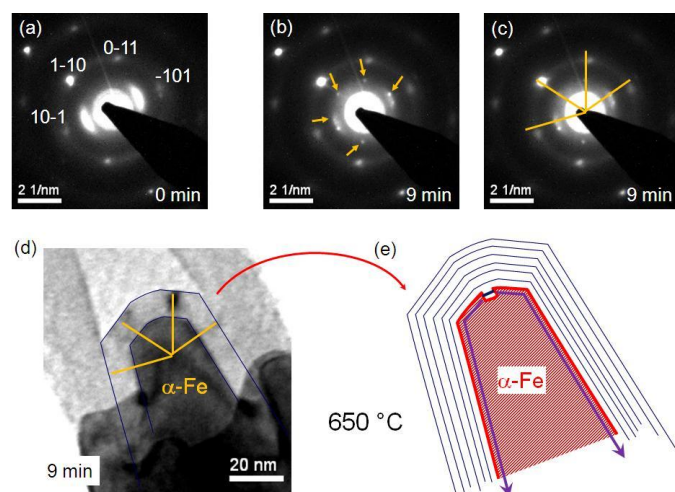 (a)
0-11
1-10
-101
10-1
2 1/nm
0 min
(b)
2 1/nm
9 min
(c)
2 1/nm
9 min
(d)
α-Fe
9 min
20 nm
(e)
α-Fe
650 °C